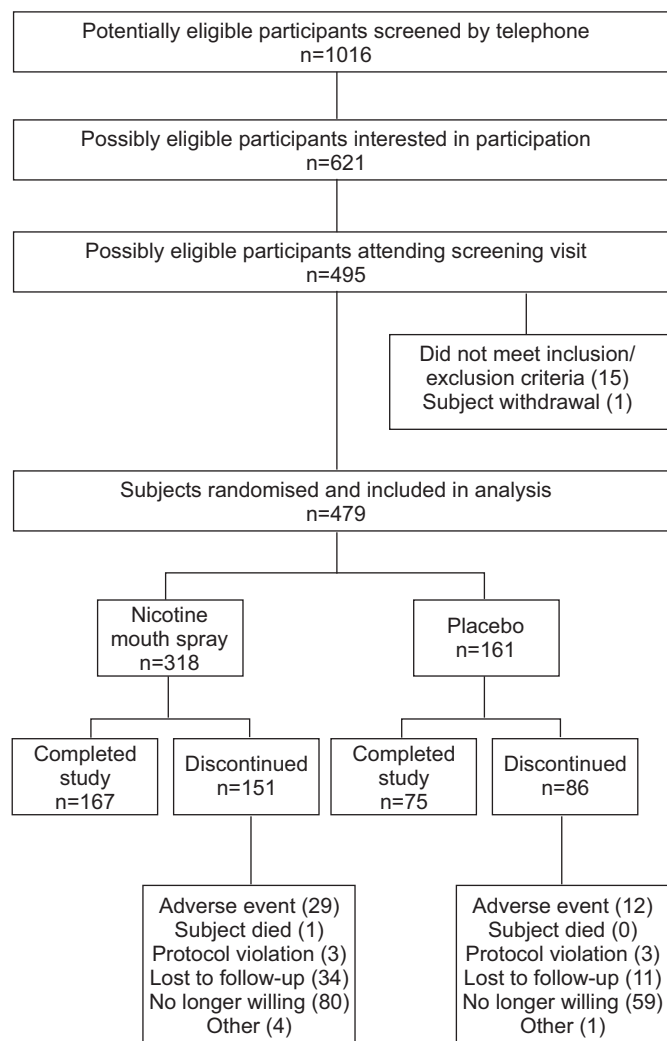 Potentially eligible participants screened by telephone
n=1016
Possibly eligible participants interested in participation
n=621
Possibly eligible participants attending screening visit
n=495
Did not meet inclusion/
exclusion criteria (15)
Subject withdrawal (1)
Subjects randomised and included in analysis
n=479
Nicotine
mouth spray
n=318
Placebo
n=161
Completed
study
n=167
Discontinued
n=151
Completed
study
n=75
Discontinued
n=86
Adverse event (29)
Subject died (1)
Protocol violation (3)
Lost to follow-up (34)
No longer willing (80)
Other (4)
Adverse event (12)
Subject died (0)
Protocol violation (3)
Lost to follow-up (11)
No longer willing (59)
Other (1)